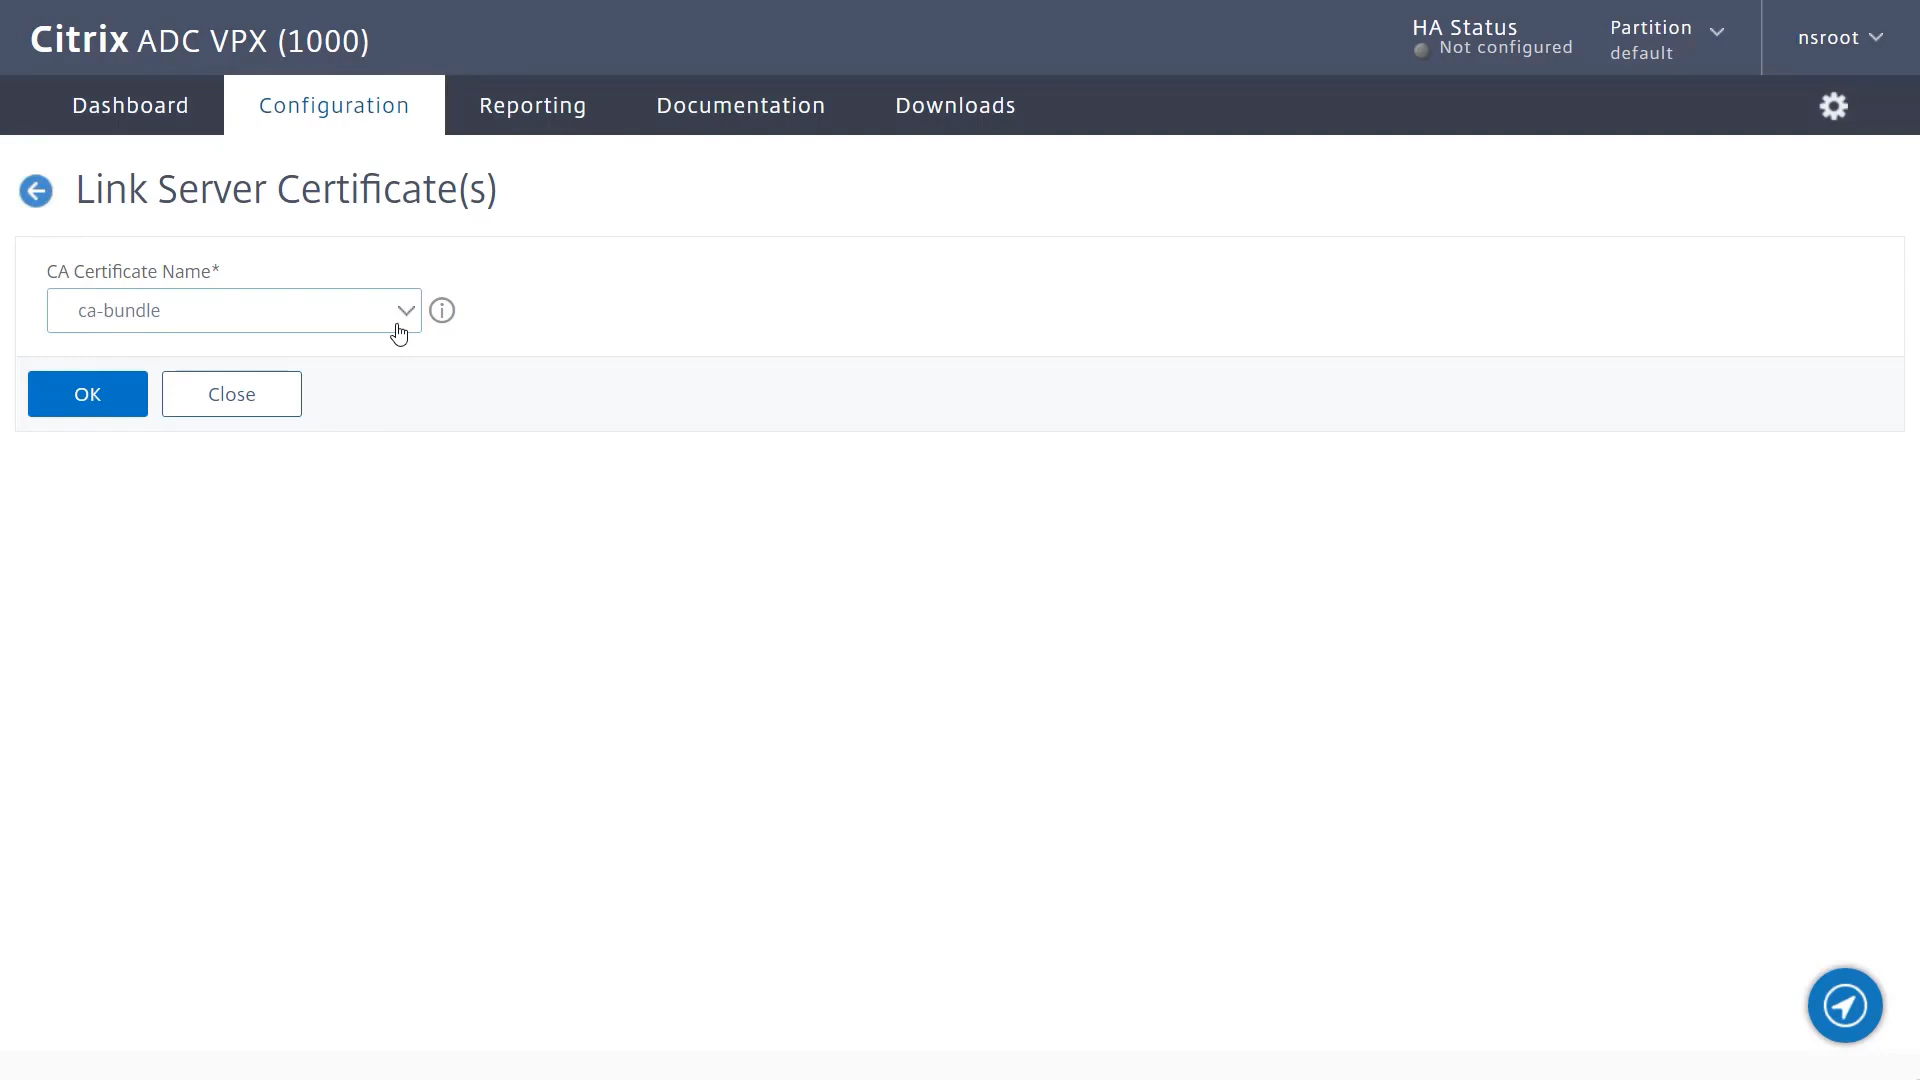 Citrix ADC VPX (1000)
HA Status
Not configured
Partition
default
nsroot
Dashboard
Configuration
Reporting
Documentation
Downloads
Link Server Certificate(s)
CA Certificate Name*
ca-bundle
OK
Close